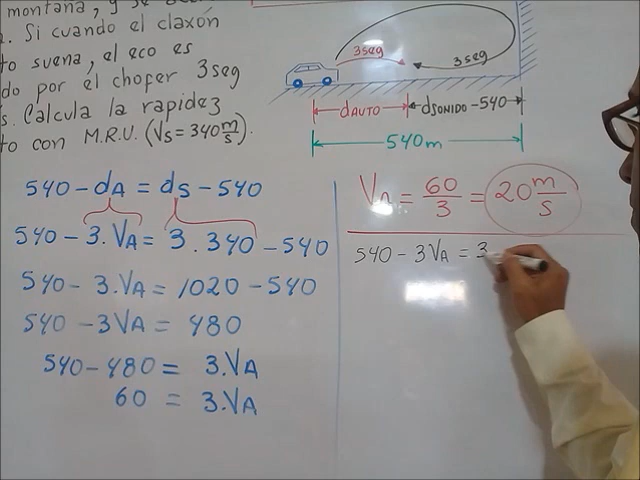 montaña, y se
. Si cuando el claxón
to suena, el eco es
do por el chofer 3seg
s. Calcula la rapidez
to con M.R.U. (Vs = 340 m/s).
3seg
3seg
dAUTO
dSONIDO-540
540m
540 - dA = ds - 540
540 - 3.VA = 3.340 - 540
540 - 3.VA = 1020 - 540
540 - 3VA = 480
540 - 480 = 3.VA
60 = 3.VA
VA = 60/3 = 20 m/s
540 - 3VA = 3